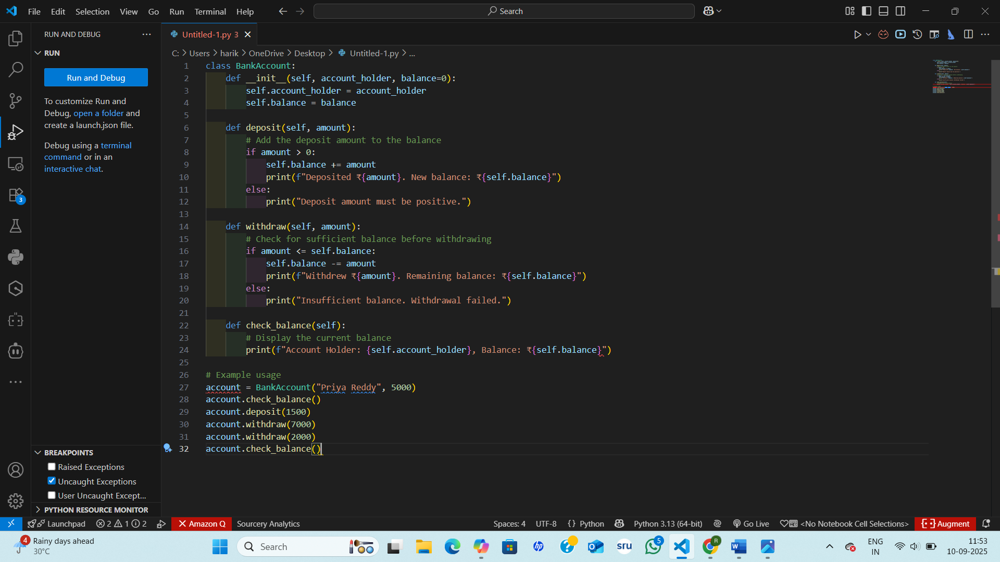 File Edit Selection View Go Run Terminal Help
Search
RUN AND DEBUG
RUN
Run and Debug
To customize Run and
Debug, open a folder and
create a launch.json file.
Debug using a terminal
command or in an
interactive chat.
3
BREAKPOINTS
Raised Exceptions
Uncaught Exceptions
User Uncaught Except...
PYTHON RESOURCE MONITOR
Untitled-1.py 3
C: > Users > harik > OneDrive > Desktop > Untitled-1.py > ...
1 class BankAccount:
2     def __init__(self, account_holder, balance=0):
3         self.account_holder = account_holder
4         self.balance = balance
5
6     def deposit(self, amount):
7         # Add the deposit amount to the balance
8         if amount > 0:
9             self.balance += amount
10             print(f"Deposited ₹{amount}. New balance: ₹{self.balance}")
11         else:
12             print("Deposit amount must be positive.")
13
14     def withdraw(self, amount):
15         # Check for sufficient balance before withdrawing
16         if amount <= self.balance:
17             self.balance -= amount
18             print(f"Withdrew ₹{amount}. Remaining balance: ₹{self.balance}")
19         else:
20             print("Insufficient balance. Withdrawal failed.")
21
22     def check_balance(self):
23         # Display the current balance
24         print(f"Account Holder: {self.account_holder}, Balance: ₹{self.balance}")
25
26 # Example usage
27 account = BankAccount("Priya Reddy", 5000)
28 account.check_balance()
29 account.deposit(1500)
30 account.withdraw(7000)
31 account.withdraw(2000)
32 account.check_balance()
Launchpad 2 1 2 Amazon Q Sourcery Analytics Spaces: 4 UTF-8 {} Python Python 3.13 (64-bit) Go Live <No Notebook Cell Selections> Augment
4 Rainy days ahead
30°C
Search
hp
sru
5
R
ENG
IN
11:53
10-09-2025